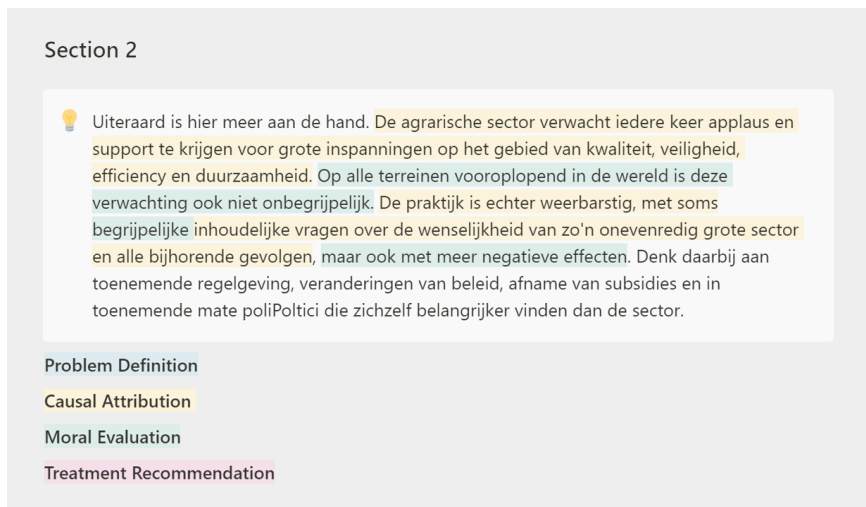 Section 2
Uiteraard is hier meer aan de hand. De agrarische sector verwacht iedere keer applaus en
support te krijgen voor grote inspanningen op het gebied van kwaliteit, veiligheid,
efficiency en duurzaamheid. Op alle terreinen vooroplopend in de wereld is deze
verwachting ook niet onbegrijpelijk. De praktijk is echter weerbarstig, met soms
begrijpelijke inhoudelijke vragen over de wenselijkheid van zo'n onevenredig grote sector
en alle bijhorende gevolgen, maar ook met meer negatieve effecten. Denk daarbij aan
toenemende regelgeving, veranderingen van beleid, afname van subsidies en in
toenemende mate poliPoltici die zichzelf belangrijker vinden dan de sector.
Problem Definition
Causal Attribution
Moral Evaluation
Treatment Recommendation